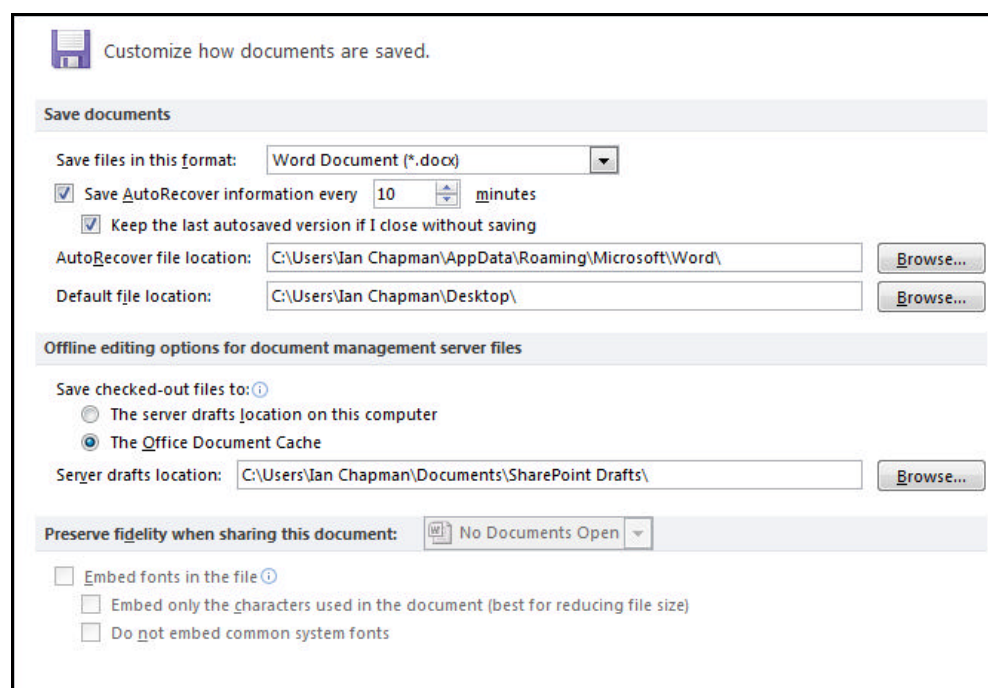 Customize how documents are saved.
Save documents
Save files in this format: Word Document (*.docx)
Save AutoRecover information every 10 minutes
Keep the last autosaved version if I close without saving
AutoRecover file location: C:\Users\Ian Chapman\AppData\Roaming\Microsoft\Word\ Browse...
Default file location: C:\Users\Ian Chapman\Desktop\ Browse...
Offline editing options for document management server files
Save checked-out files to:
The server drafts location on this computer
The Office Document Cache
Server drafts location: C:\Users\Ian Chapman\Documents\SharePoint Drafts\ Browse...
Preserve fidelity when sharing this document: No Documents Open
Embed fonts in the file
Embed only the characters used in the document (best for reducing file size)
Do not embed common system fonts